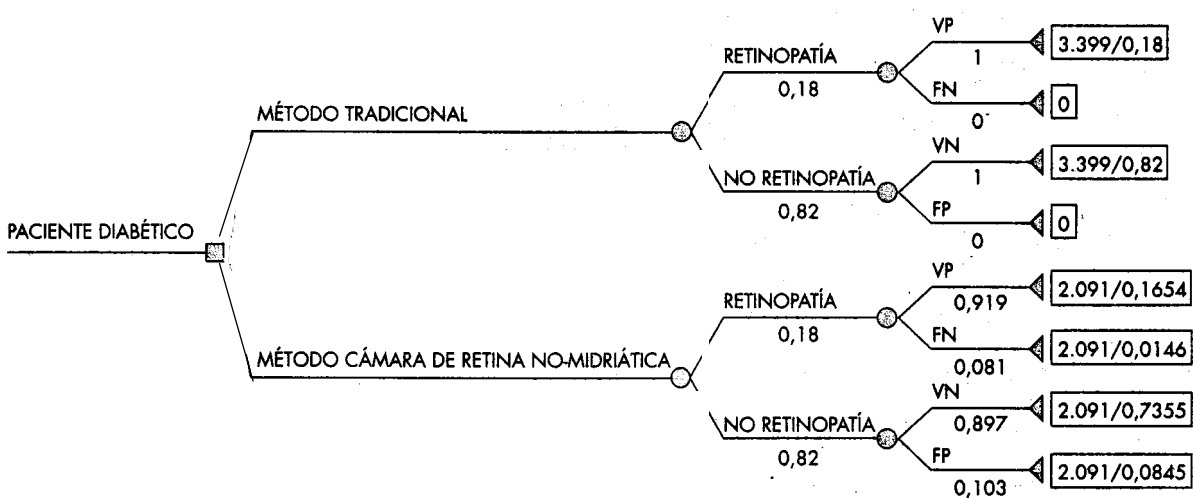 PACIENTE DIABÉTICO
MÉTODO TRADICIONAL
RETINOPATÍA
0,18
VP
1
3.399/0,18
FN
0
0
NO RETINOPATÍA
0,82
VN
1
3.399/0,82
FP
0
0
MÉTODO CÁMARA DE RETINA NO-MIDRIÁTICA
RETINOPATÍA
0,18
VP
0,919
2.091/0,1654
FN
0,081
2.091/0,0146
NO RETINOPATÍA
0,82
VN
0,897
2.091/0,7355
FP
0,103
2.091/0,0845